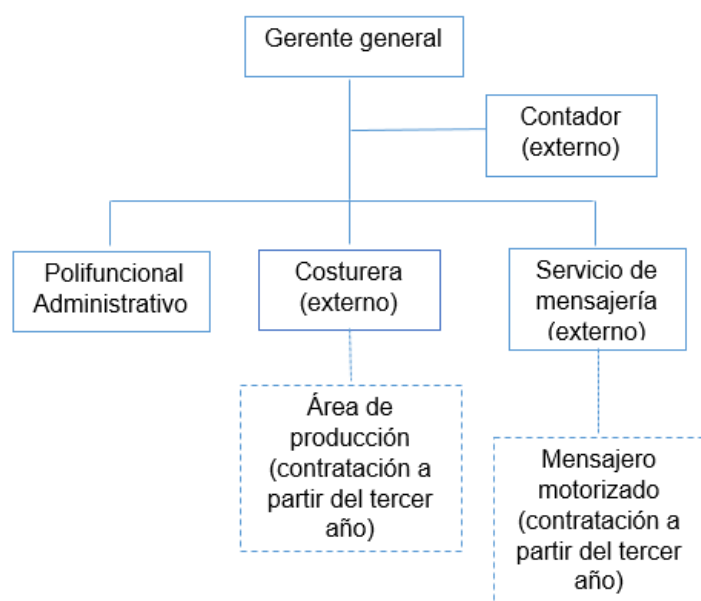 Gerente general
Contador
(externo)
Polifuncional
Administrativo
Costurera
(externo)
Servicio de
mensajería
(externo)
Área de
producción
(contratación a
partir del tercer
año)
Mensajero
motorizado
(contratación a
partir del tercer
año)